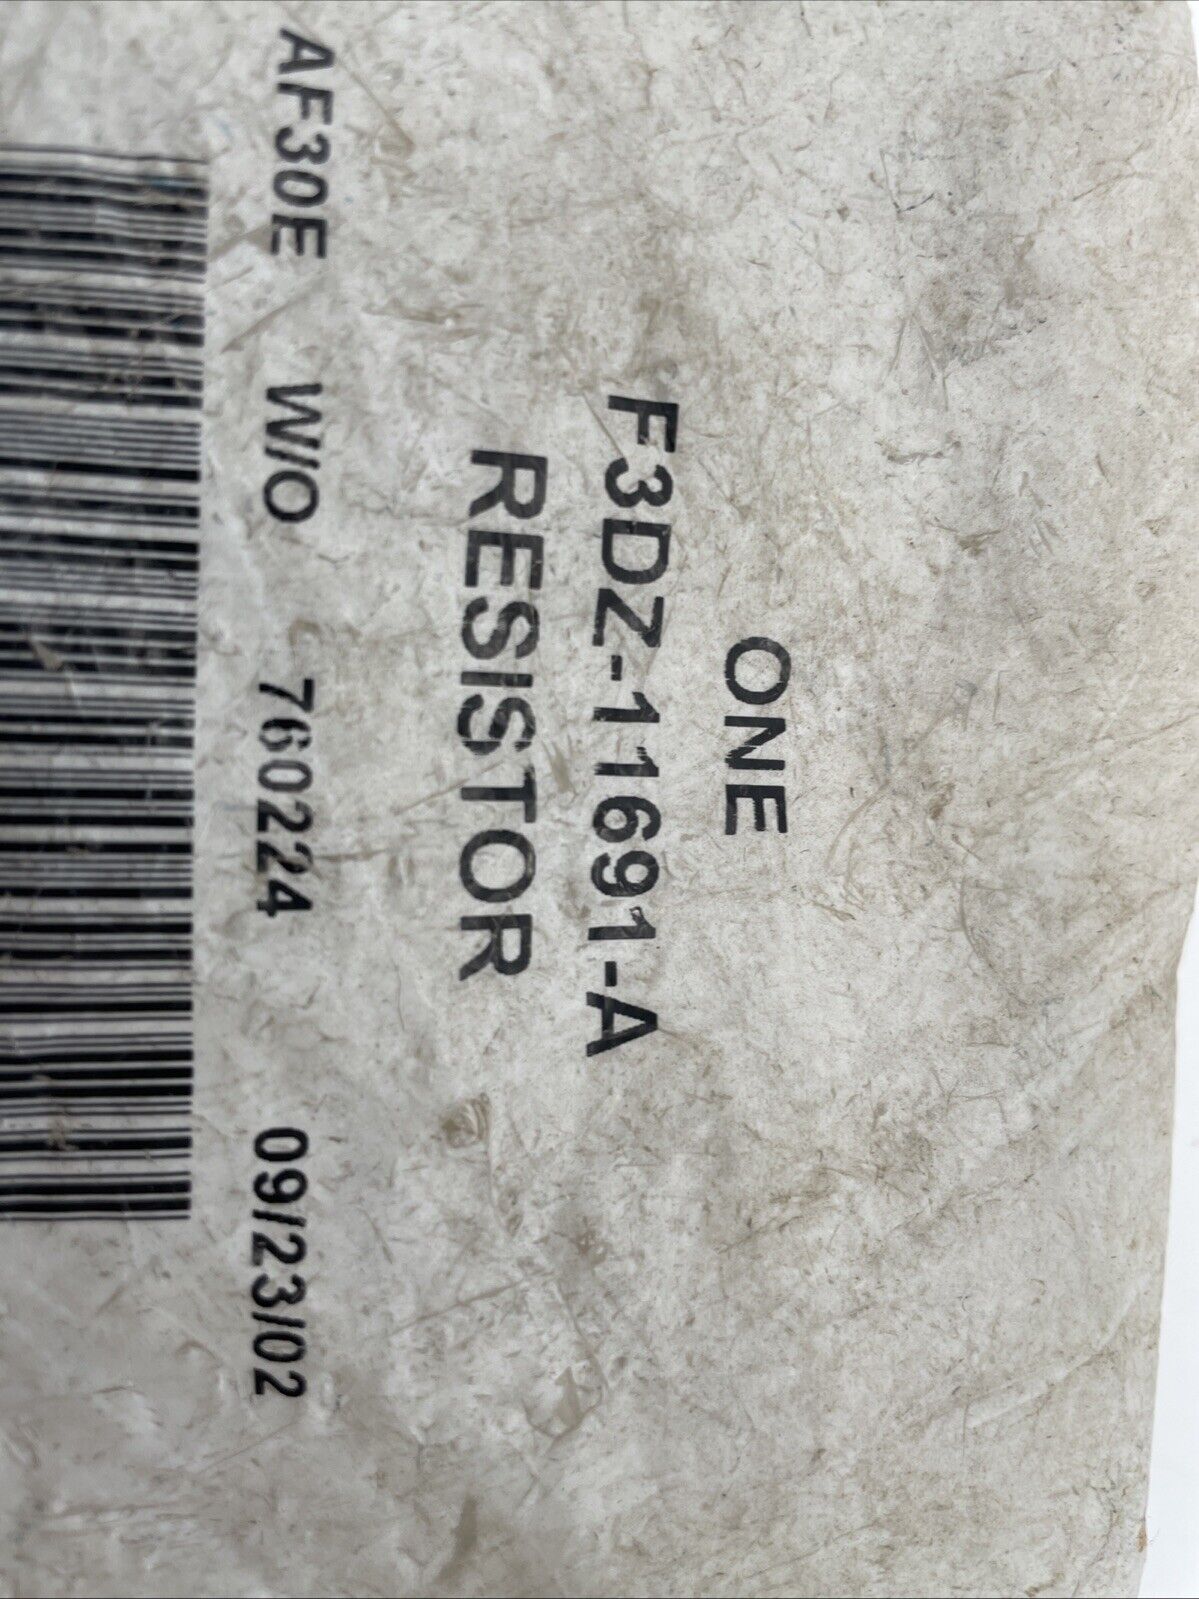 ONE
F3DZ-11691-A
RESISTOR
AF30E W/O 760224 09/23/02